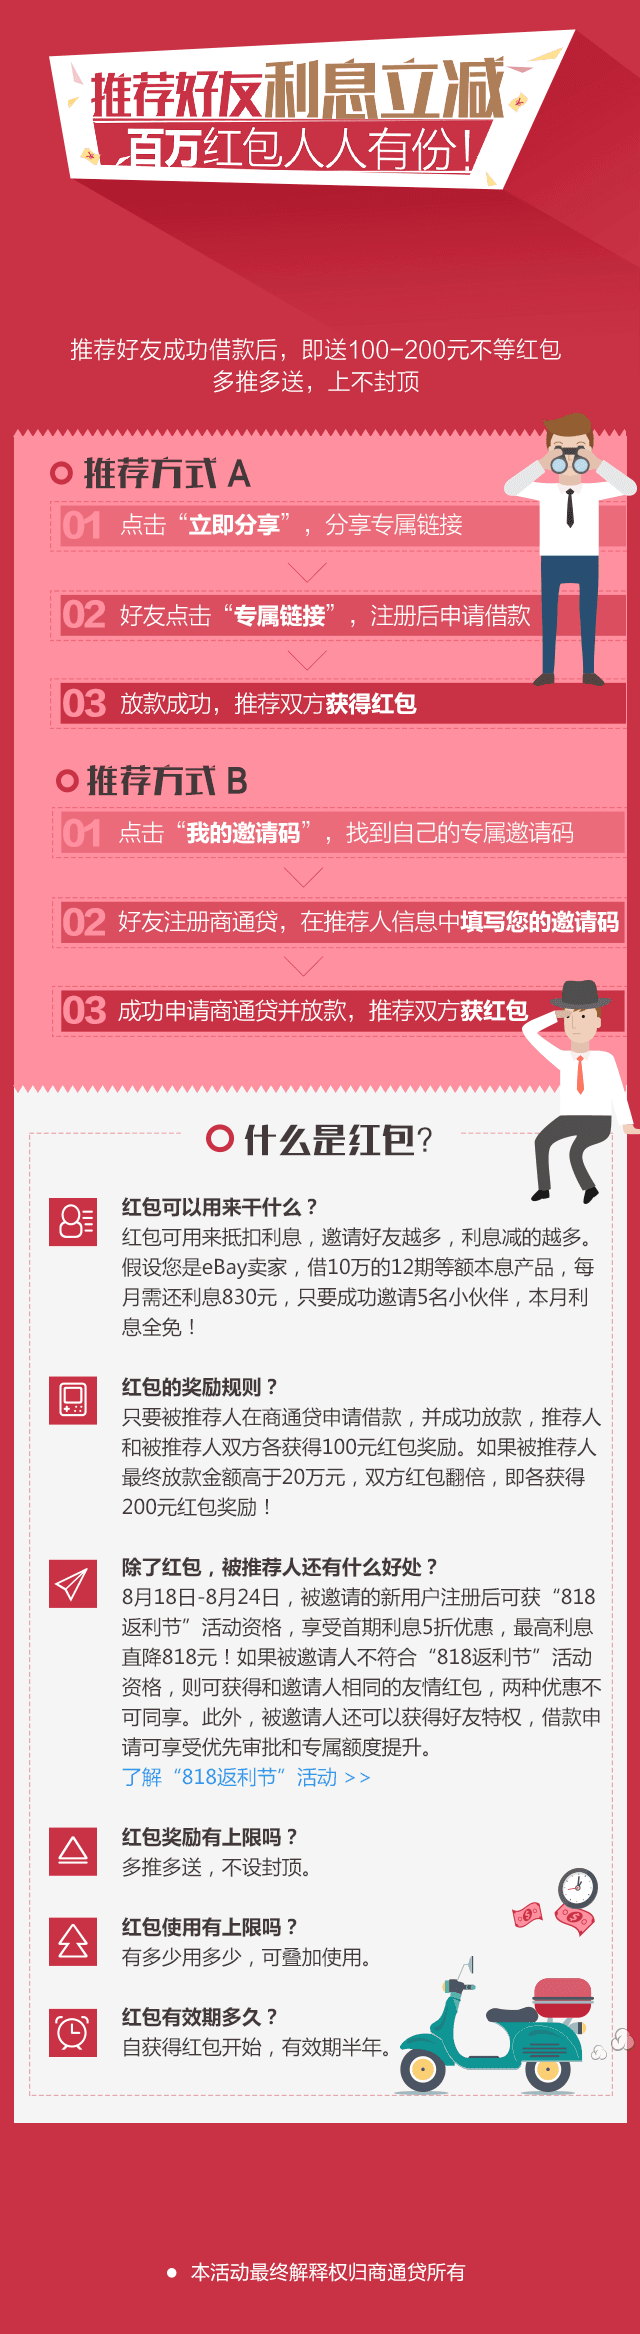 推荐好友利息立减
百万红包人人有份!
推荐好友成功借款后，即送100-200元不等红包
多推多送，上不封顶
推荐方式 A
01 点击“立即分享”，分享专属链接
02 好友点击“专属链接”，注册后申请借款
03 放款成功，推荐双方获得红包
推荐方式 B
01 点击“我的邀请码”，找到自己的专属邀请码
02 好友注册商通贷，在推荐人信息中填写您的邀请码
03 成功申请商通贷并放款，推荐双方获红包
什么是红包?
红包可以用来干什么？
红包可用来抵扣利息，邀请好友越多，利息减的越多。
假设您是eBay卖家，借10万的12期等额本息产品，每
月需还利息830元，只要成功邀请5名小伙伴，本月利
息全免！
红包的奖励规则？
只要被推荐人在商通贷申请借款，并成功放款，推荐人
和被推荐人双方各获得100元红包奖励。如果被推荐人
最终放款金额高于20万元，双方红包翻倍，即各获得
200元红包奖励！
除了红包，被推荐人还有什么好处？
8月18日-8月24日，被邀请的新用户注册后可获“818
返利节”活动资格，享受首期利息5折优惠，最高利息
直降818元！如果被邀请人不符合“818返利节”活动
资格，则可获得和邀请人相同的友情红包，两种优惠不
可同享。此外，被邀请人还可以获得好友特权，借款申
请可享受优先审批和专属额度提升。
了解“818返利节”活动 >>
红包奖励有上限吗？
多推多送，不设封顶。
红包使用有上限吗？
有多少用多少，可叠加使用。
红包有效期多久？
自获得红包开始，有效期半年。
● 本活动最终解释权归商通贷所有